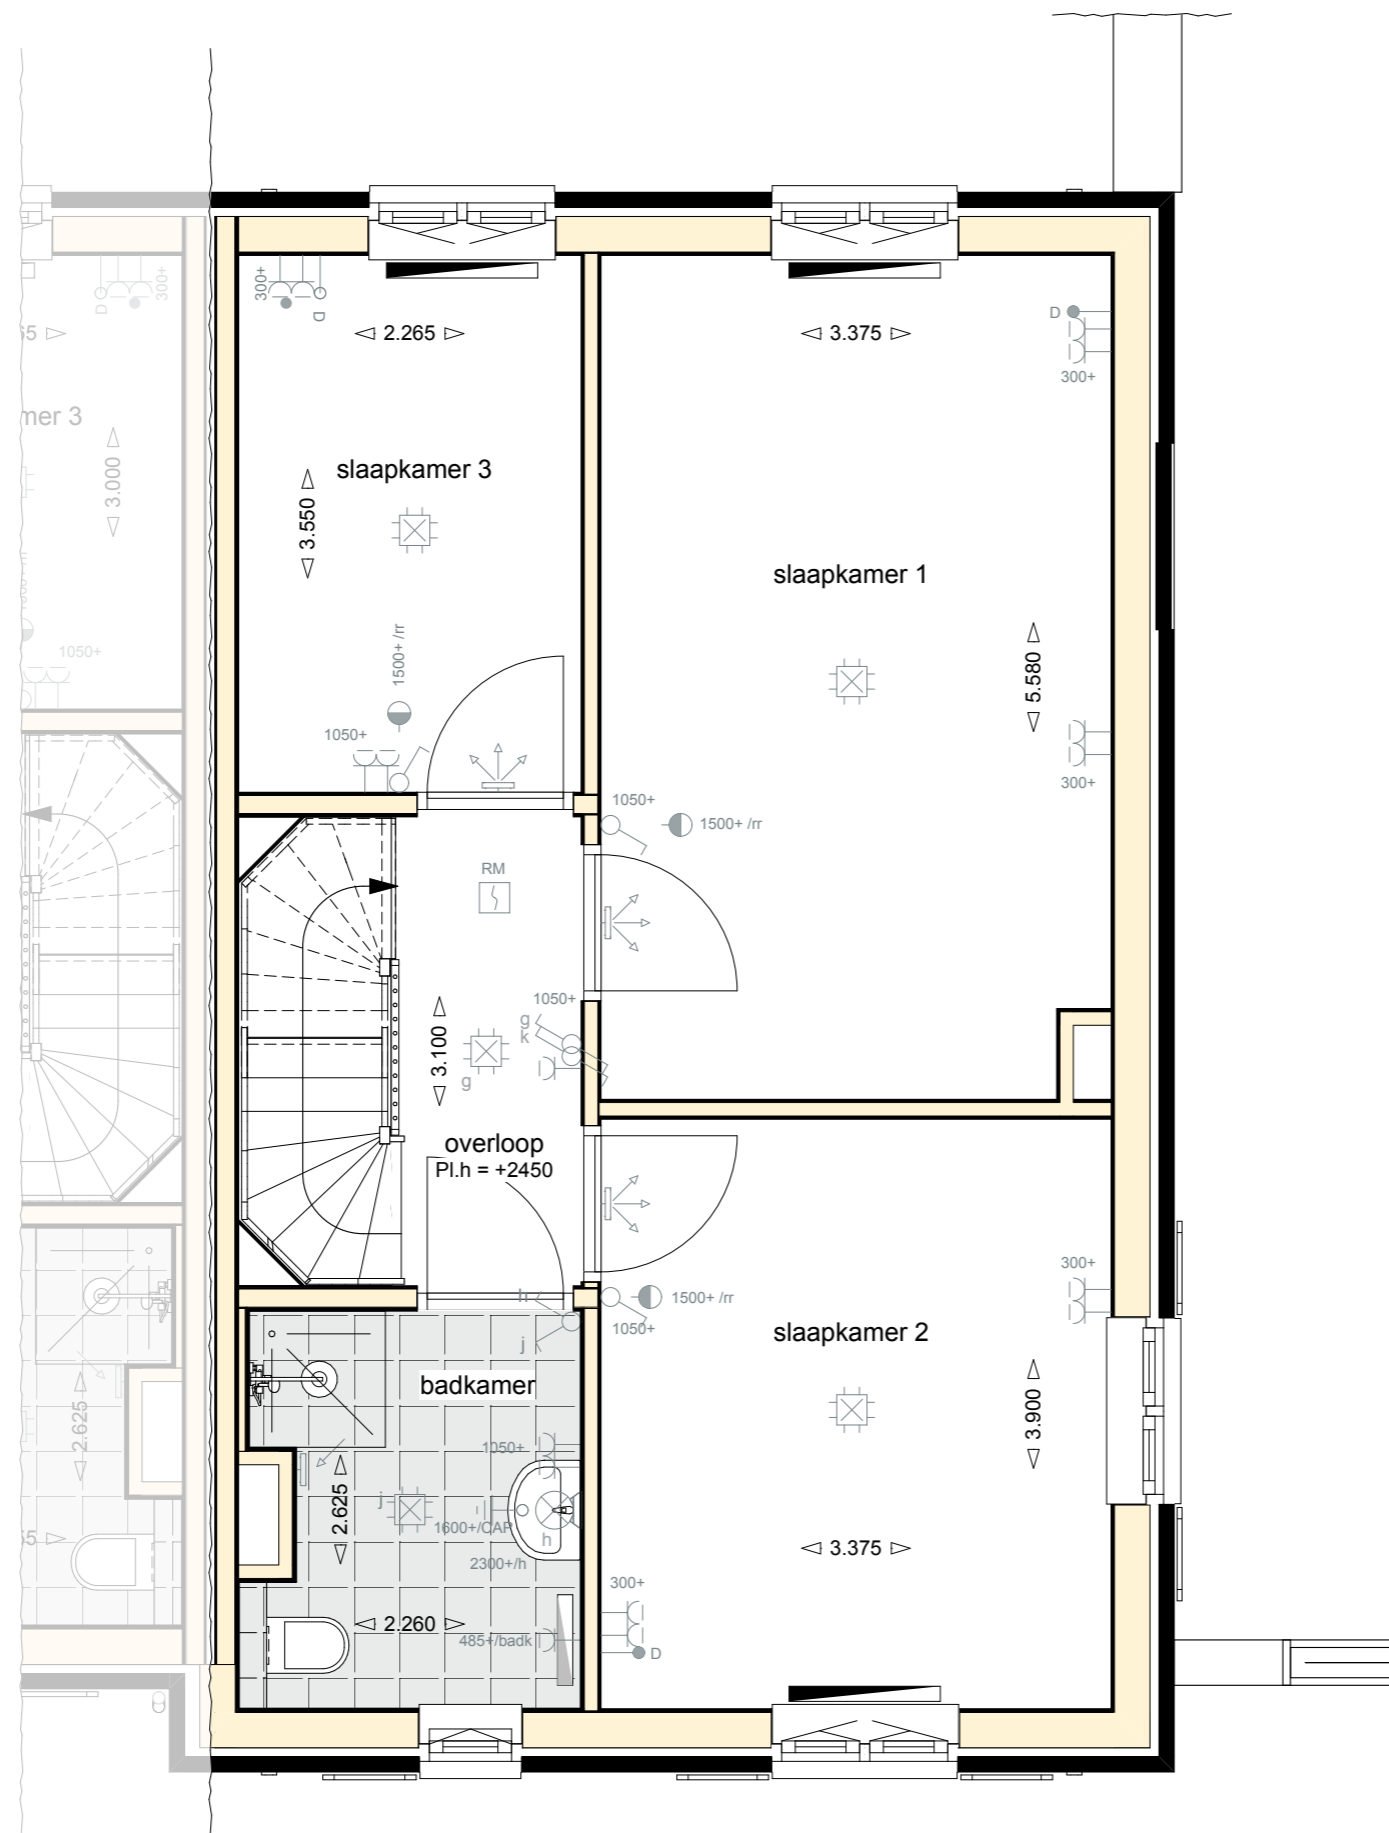 300+
D
2.265
3.375
D
300+
300+
D
65
mer 3
3.000
slaapkamer 3
3.550
slaapkamer 1
1500+ /rr
5.580
1050+
1050+
300+
1050+
1500+ /rr
RM
1050+
g
k
3.100
g
overloop
Pl.h = +2450
300+
h
1500+ /rr
1050+
slaapkamer 2
j
badkamer
3.900
1050+
2.625
2.625
j
1600+/CAP
h
2300+/h
3.375
300+
2.260
485+/badk
D